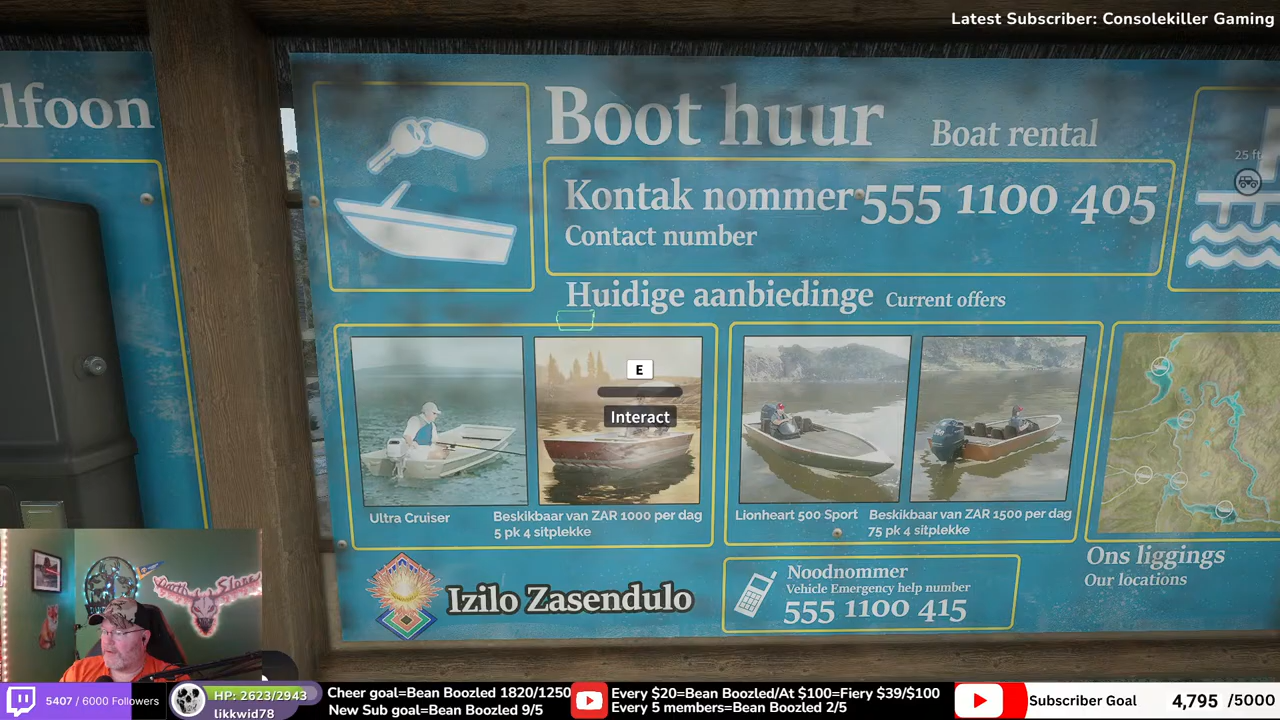 Latest Subscriber: Consolekiller Gaming
lfoon
Boot huur
Boat rental
Kontak nommer 555 1100 405
Contact number
25 ft
Huidige aanbiedinge Current offers
E
Interact
Ultra Cruiser
Beskikbaar van ZAR 1000 per dag
5 pk 4 sitplekke
Lionheart 500 Sport
Beskikbaar van ZAR 1500 per dag
75 pk 4 sitplekke
Ons liggings
Our locations
Izilo Zasendulo
Noodnommer
Vehicle Emergency help number
555 1100 415
5407 / 6000 Followers
HP: 2623/2943
likkwid78
Cheer goal=Bean Boozled 1820/1250
New Sub goal=Bean Boozled 9/5
Every $20=Bean Boozled/At $100=Fiery $39/$100
Every 5 members=Bean Boozled 2/5
Subscriber Goal
4,795 /5000